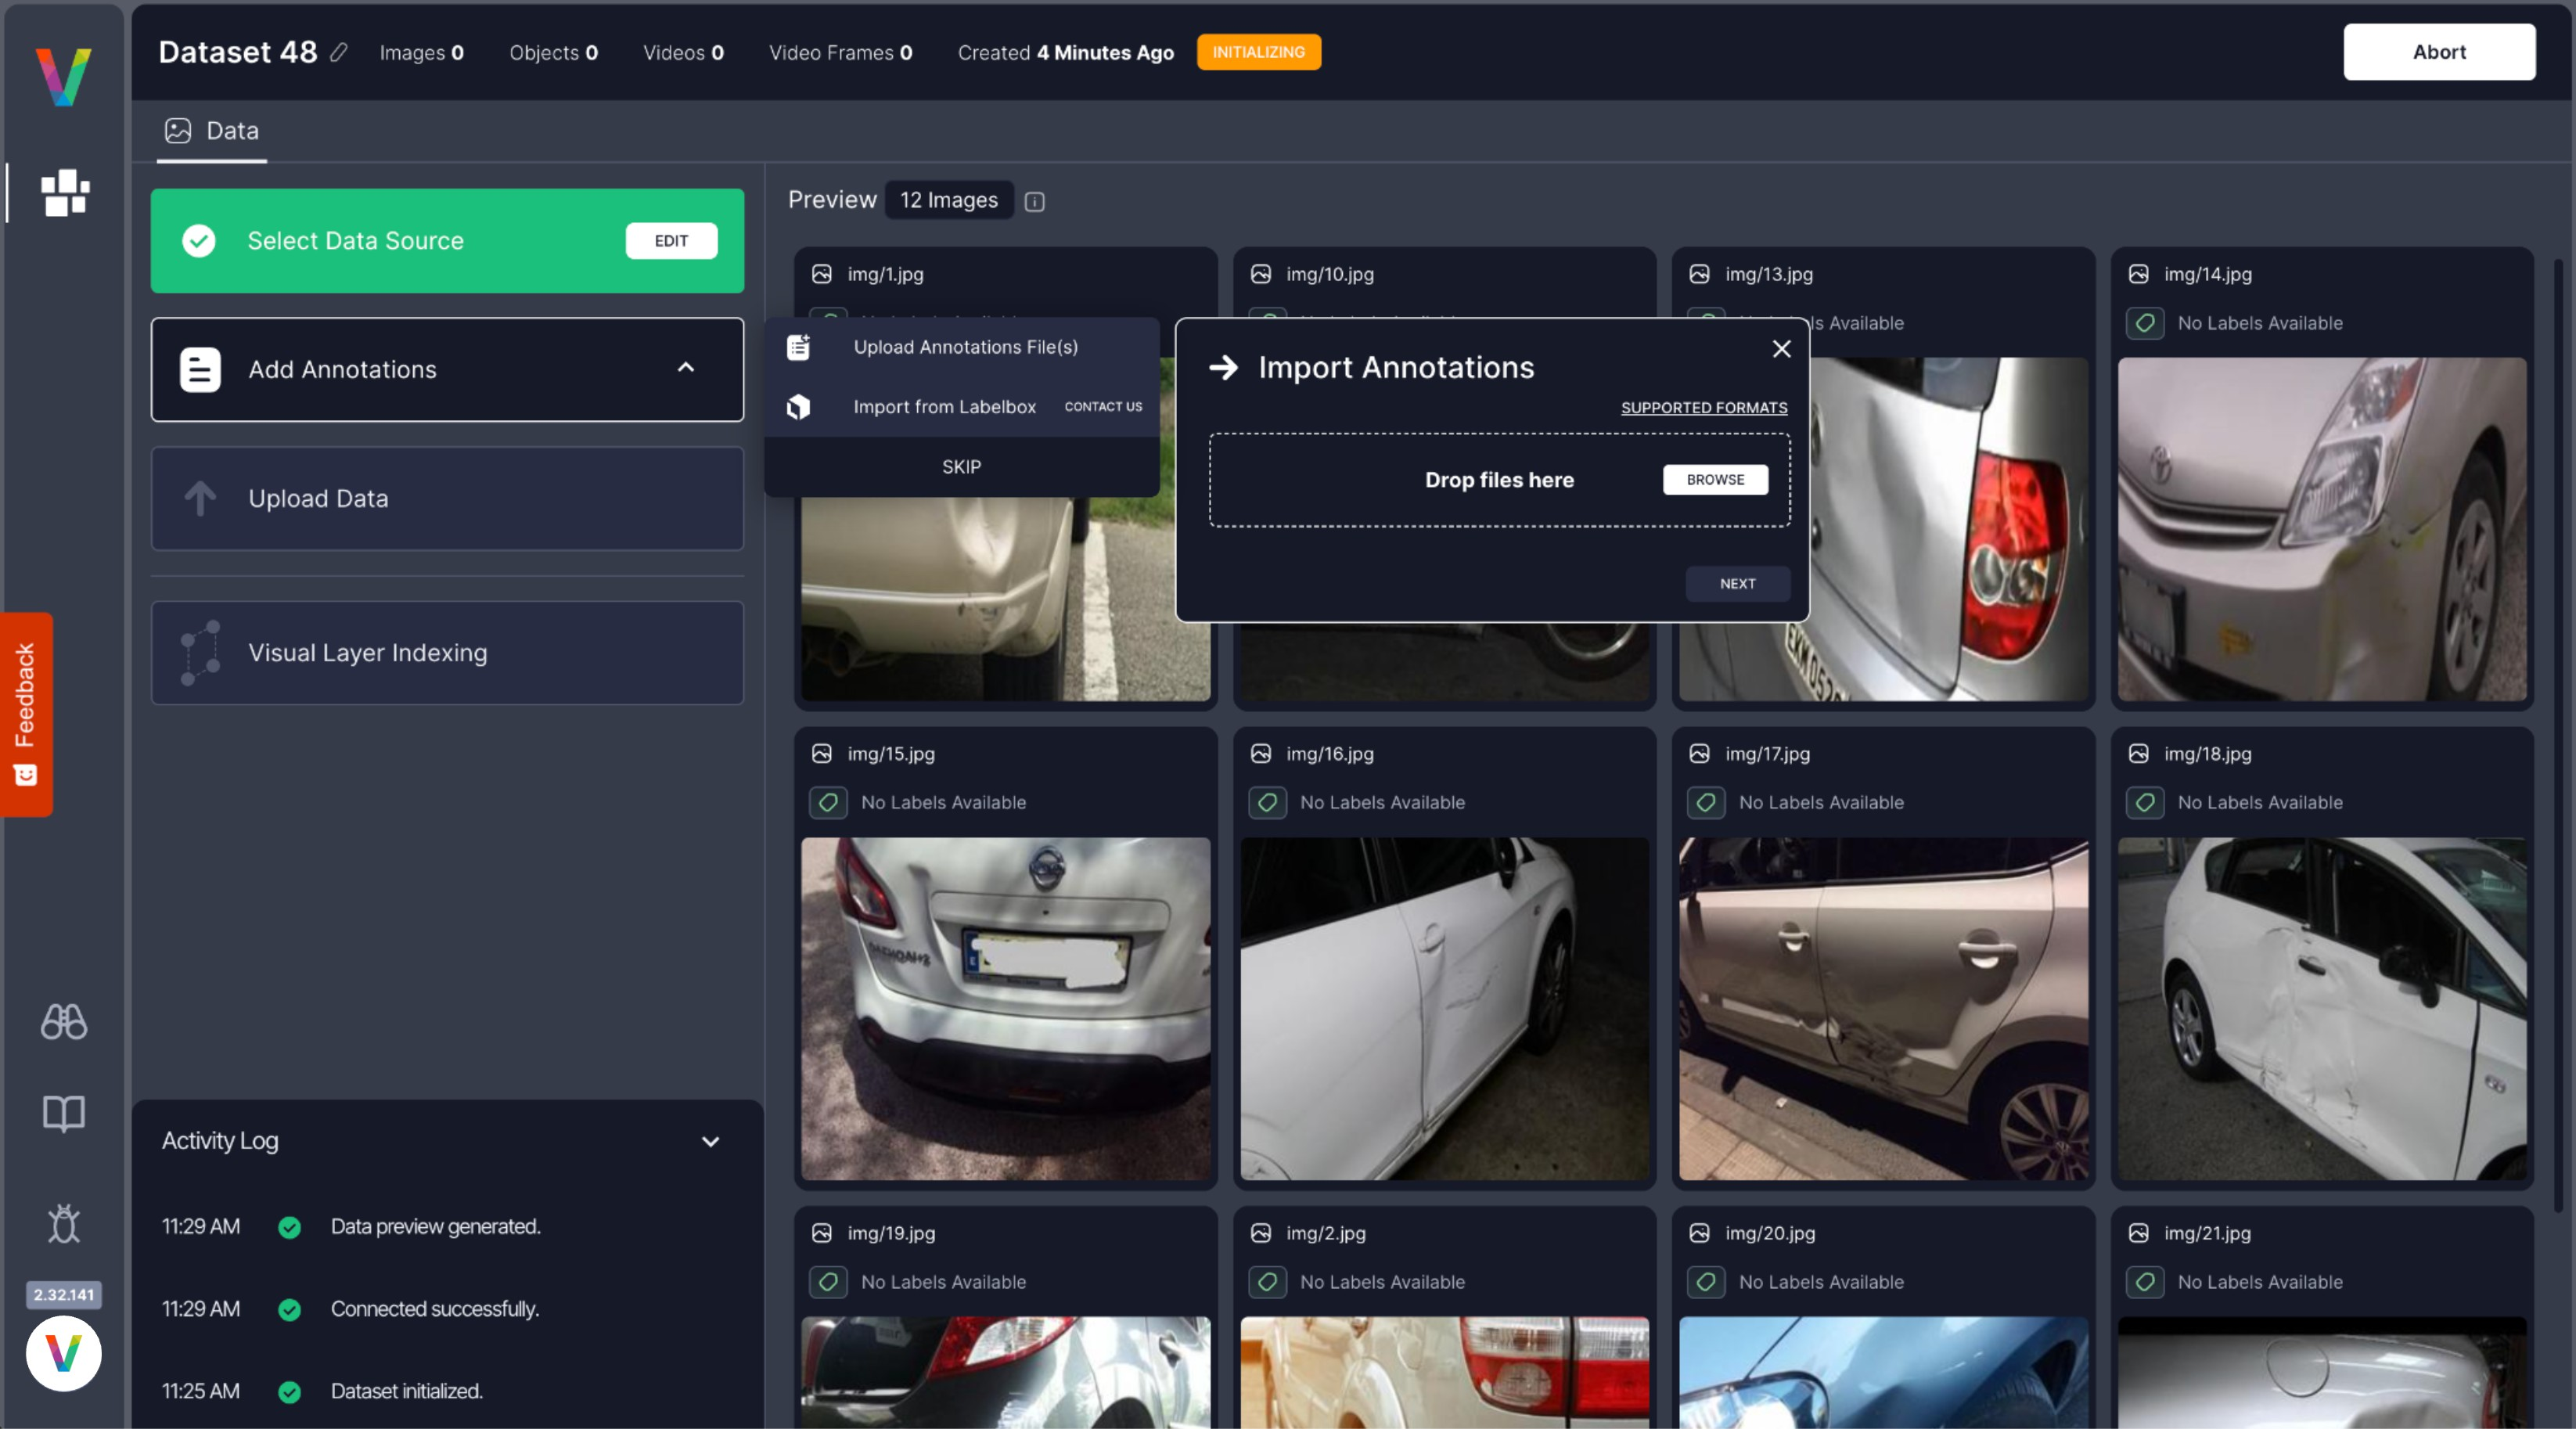 Dataset 48 Images 0 Objects 0 Videos 0 Video Frames 0 Created 4 Minutes Ago INITIALIZING Abort
Data
Select Data Source EDIT
Add Annotations
Upload Data
Visual Layer Indexing
Feedback
Preview 12 Images
img/1.jpg
img/10.jpg
img/13.jpg
ls Available
img/14.jpg
No Labels Available
Upload Annotations File(s)
Import from Labelbox CONTACT US
SKIP
Import Annotations
SUPPORTED FORMATS
Drop files here BROWSE
NEXT
img/15.jpg
No Labels Available
img/16.jpg
No Labels Available
img/17.jpg
No Labels Available
img/18.jpg
No Labels Available
img/19.jpg
No Labels Available
img/2.jpg
No Labels Available
img/20.jpg
No Labels Available
img/21.jpg
No Labels Available
Activity Log
11:29 AM Data preview generated.
11:29 AM Connected successfully.
11:25 AM Dataset initialized.
2.32.141